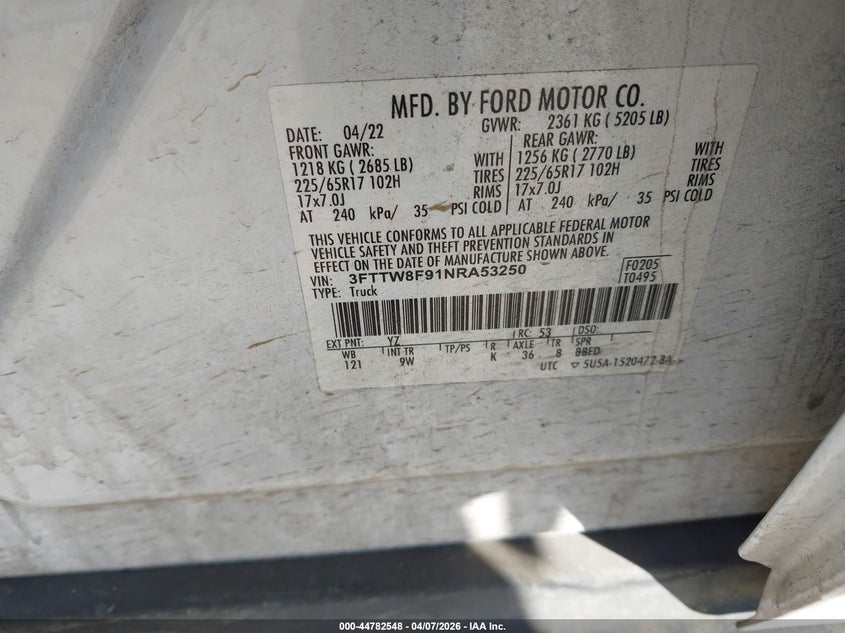 MFD. BY FORD MOTOR CO.
DATE: 04/22
GVWR: 2361 KG ( 5205 LB)
FRONT GAWR:
1218 KG ( 2685 LB)
225/65R17 102H
17x7.0J
WITH
TIRES
RIMS
AT 240 kPa/ 35 PSI COLD
REAR GAWR:
1256 KG ( 2770 LB)
225/65R17 102H
17x7.0J
WITH
TIRES
RIMS
AT 240 kPa/ 35 PSI COLD
THIS VEHICLE CONFORMS TO ALL APPLICABLE FEDERAL MOTOR
VEHICLE SAFETY AND THEFT PREVENTION STANDARDS IN
EFFECT ON THE DATE OF MANUFACTURE SHOWN ABOVE.
VIN: 3FTTW8F91NRA53250
TYPE: Truck
F0205
T0495
EXT PNT: YZ RC: 53 DSO:
WB INT TR TP/PS R AXLE TR SPR
121 9W K 36 8 BBED
UTC ▽ 5U5A-1520472-BA
000-44782548 - 04/07/2026 - IAA Inc.